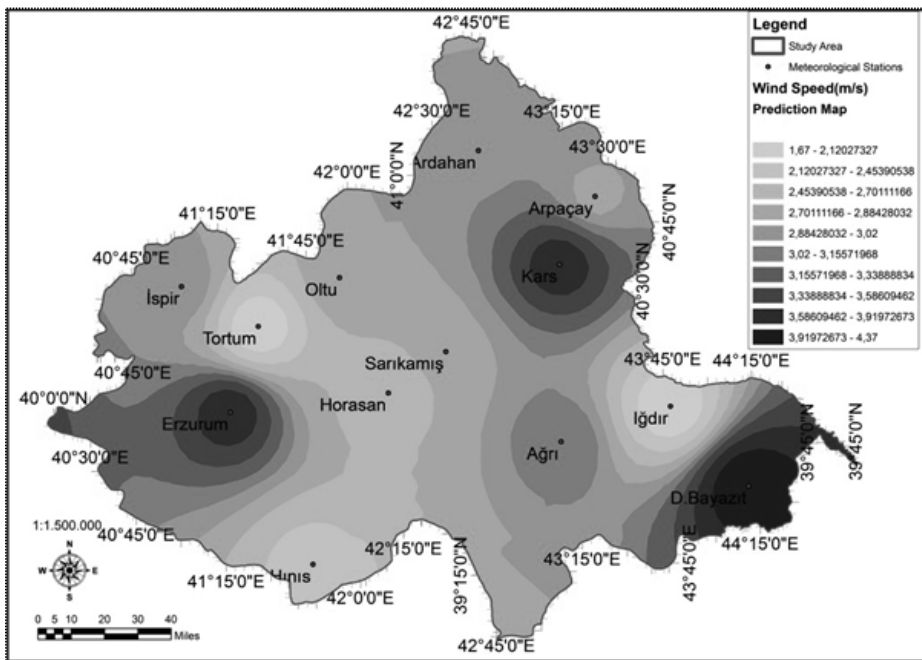 42°45'0"E
42°30'0"E
43°15'0"E
43°30'0"E
Ardahan
41°0'0"N
42°0'0"E
Arpaçay
40°45'0"N
41°15'0"E
41°45'0"E
40°45'0"E
Kars
40°30'0"N
İspir
Oltu
Tortum
Sarıkamış
43°45'0"E
44°15'0"E
40°45'0"E
Horasan
Iğdır
40°0'0"N
Erzurum
Ağrı
39°45'0"N
39°45'0"N
40°30'0"E
D.Bayazıt
40°45'0"E
42°15'0"E
43°15'0"E
44°15'0"E
43°45'0"E
41°15'0"E
Hınıs
42°0'0"E
39°15'0"N
42°45'0"E
Legend
Study Area
Meteorological Stations
Wind Speed(m/s)
Prediction Map
1,67 - 2,12027327
2,12027327 - 2,45390538
2,45390538 - 2,70111166
2,70111166 - 2,88428032
2,88428032 - 3,02
3,02 - 3,15571968
3,15571968 - 3,33888834
3,33888834 - 3,58609462
3,58609462 - 3,91972673
3,91972673 - 4,37
1:1.500.000
N
W E
S
0 5 10 20 30 40
Miles